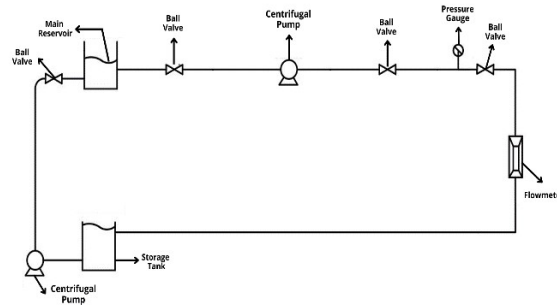 Main
Reservoir
Ball
Valve
Ball
Valve
Centrifugal
Pump
Ball
Valve
Pressure
Gauge
Ball
Valve
Flowmet
Storage
Tank
Centrifugal
Pump